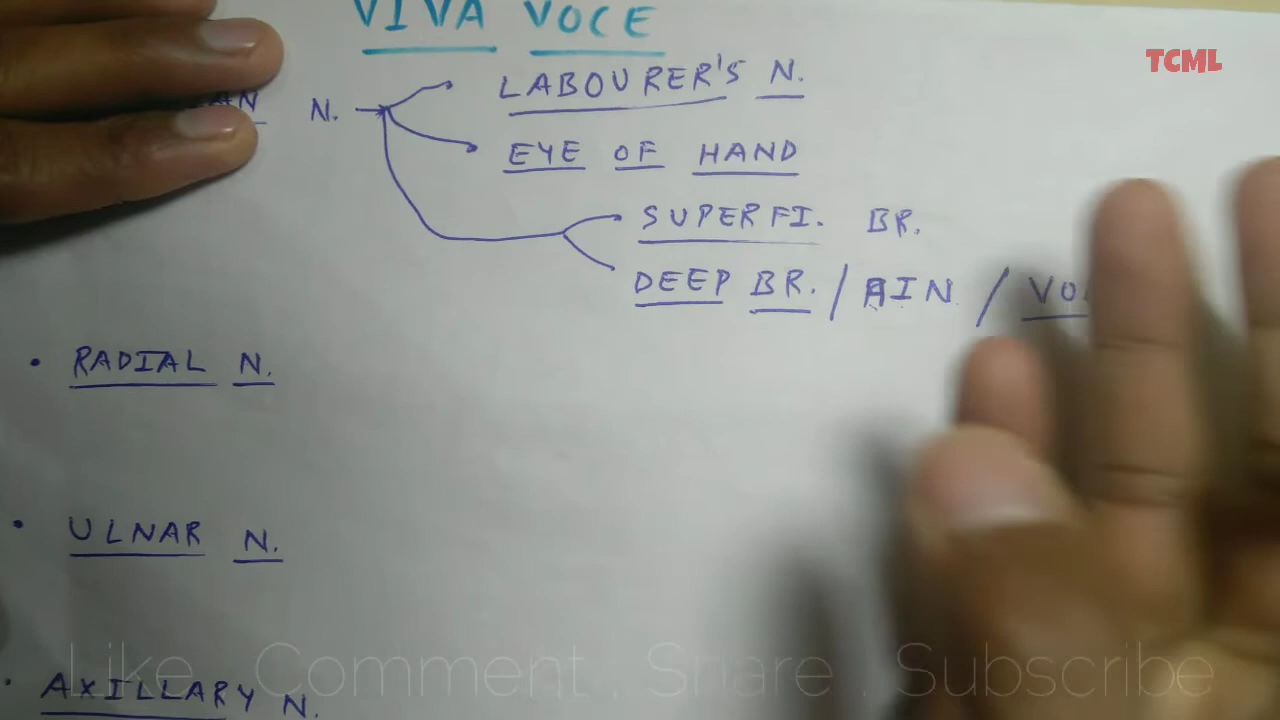 VIVA VOCE
TCML
LABOURER'S N.
N.
EYE OF HAND
SUPERFI. BR.
DEEP BR. / AIN /
• RADIAL N.
• ULNAR N.
Like . Comment . Share . Subscribe
• AXILLARY N.